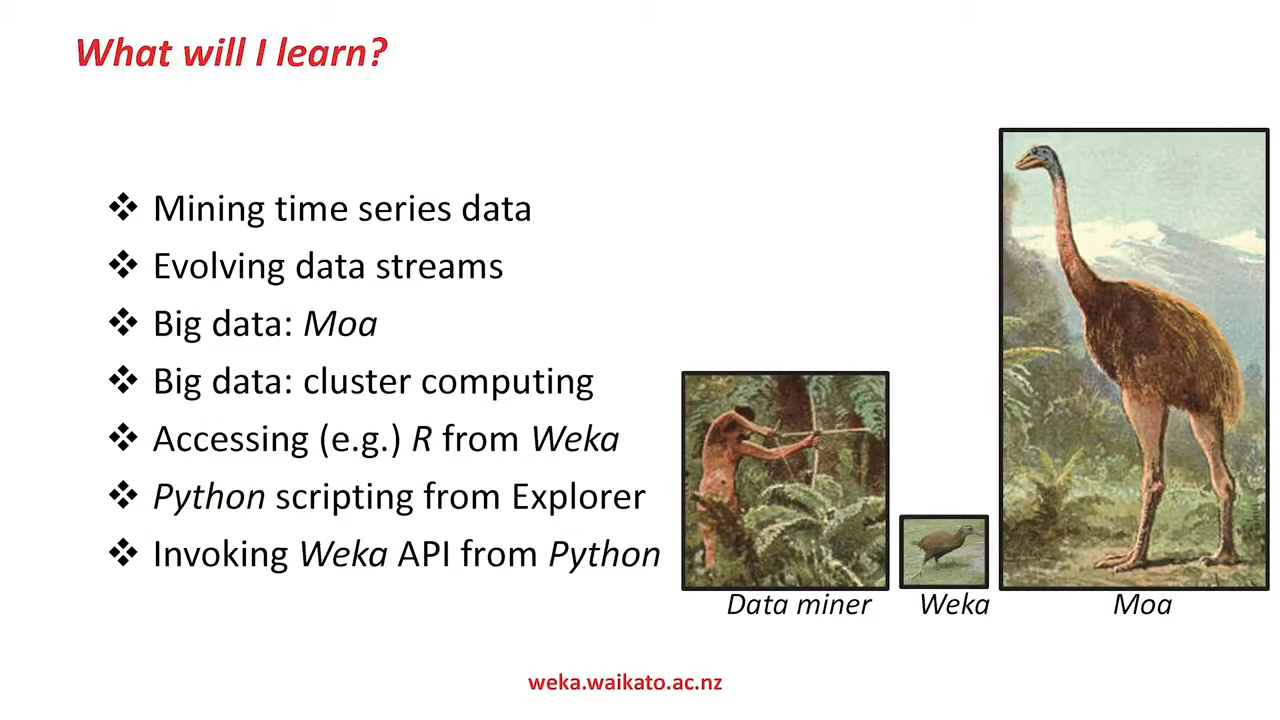 What will I learn?
❖ Mining time series data
❖ Evolving data streams
❖ Big data: Moa
❖ Big data: cluster computing
❖ Accessing (e.g.) R from Weka
❖ Python scripting from Explorer
❖ Invoking Weka API from Python
Data miner
Weka
Moa
weka.waikato.ac.nz